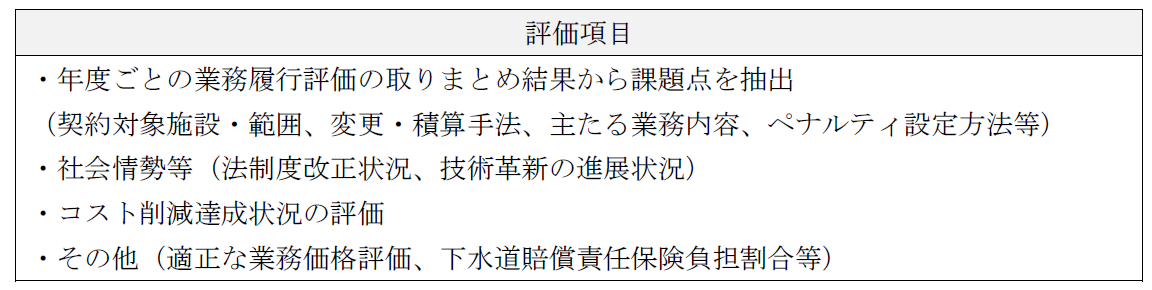 評価項目
・年度ごとの業務履行評価の取りまとめ結果から課題点を抽出
（契約対象施設・範囲、変更・積算手法、主たる業務内容、ペナルティ設定方法等）
・社会情勢等（法制度改正状況、技術革新の進展状況）
・コスト削減達成状況の評価
・その他（適正な業務価格評価、下水道賠償責任保険負担割合等）